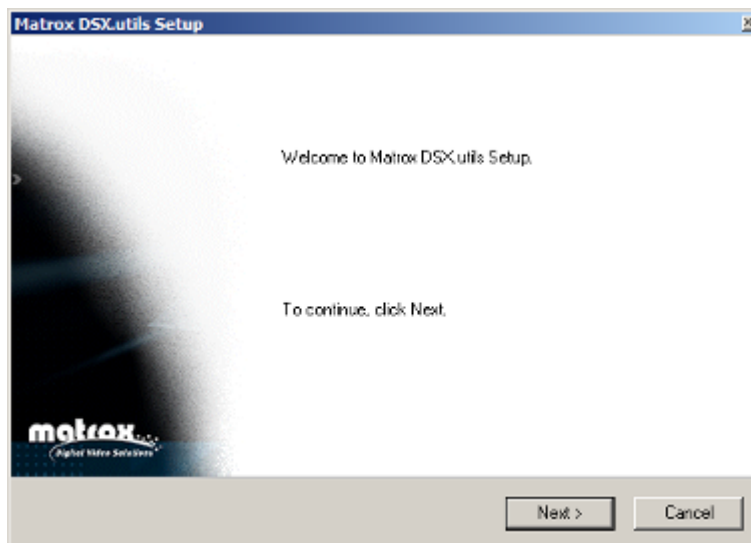 Matrox DSX.utils Setup
Welcome to Matrox DSX.utils Setup.
To continue, click Next.
matrox
Digital Video Solutions
Next >
Cancel